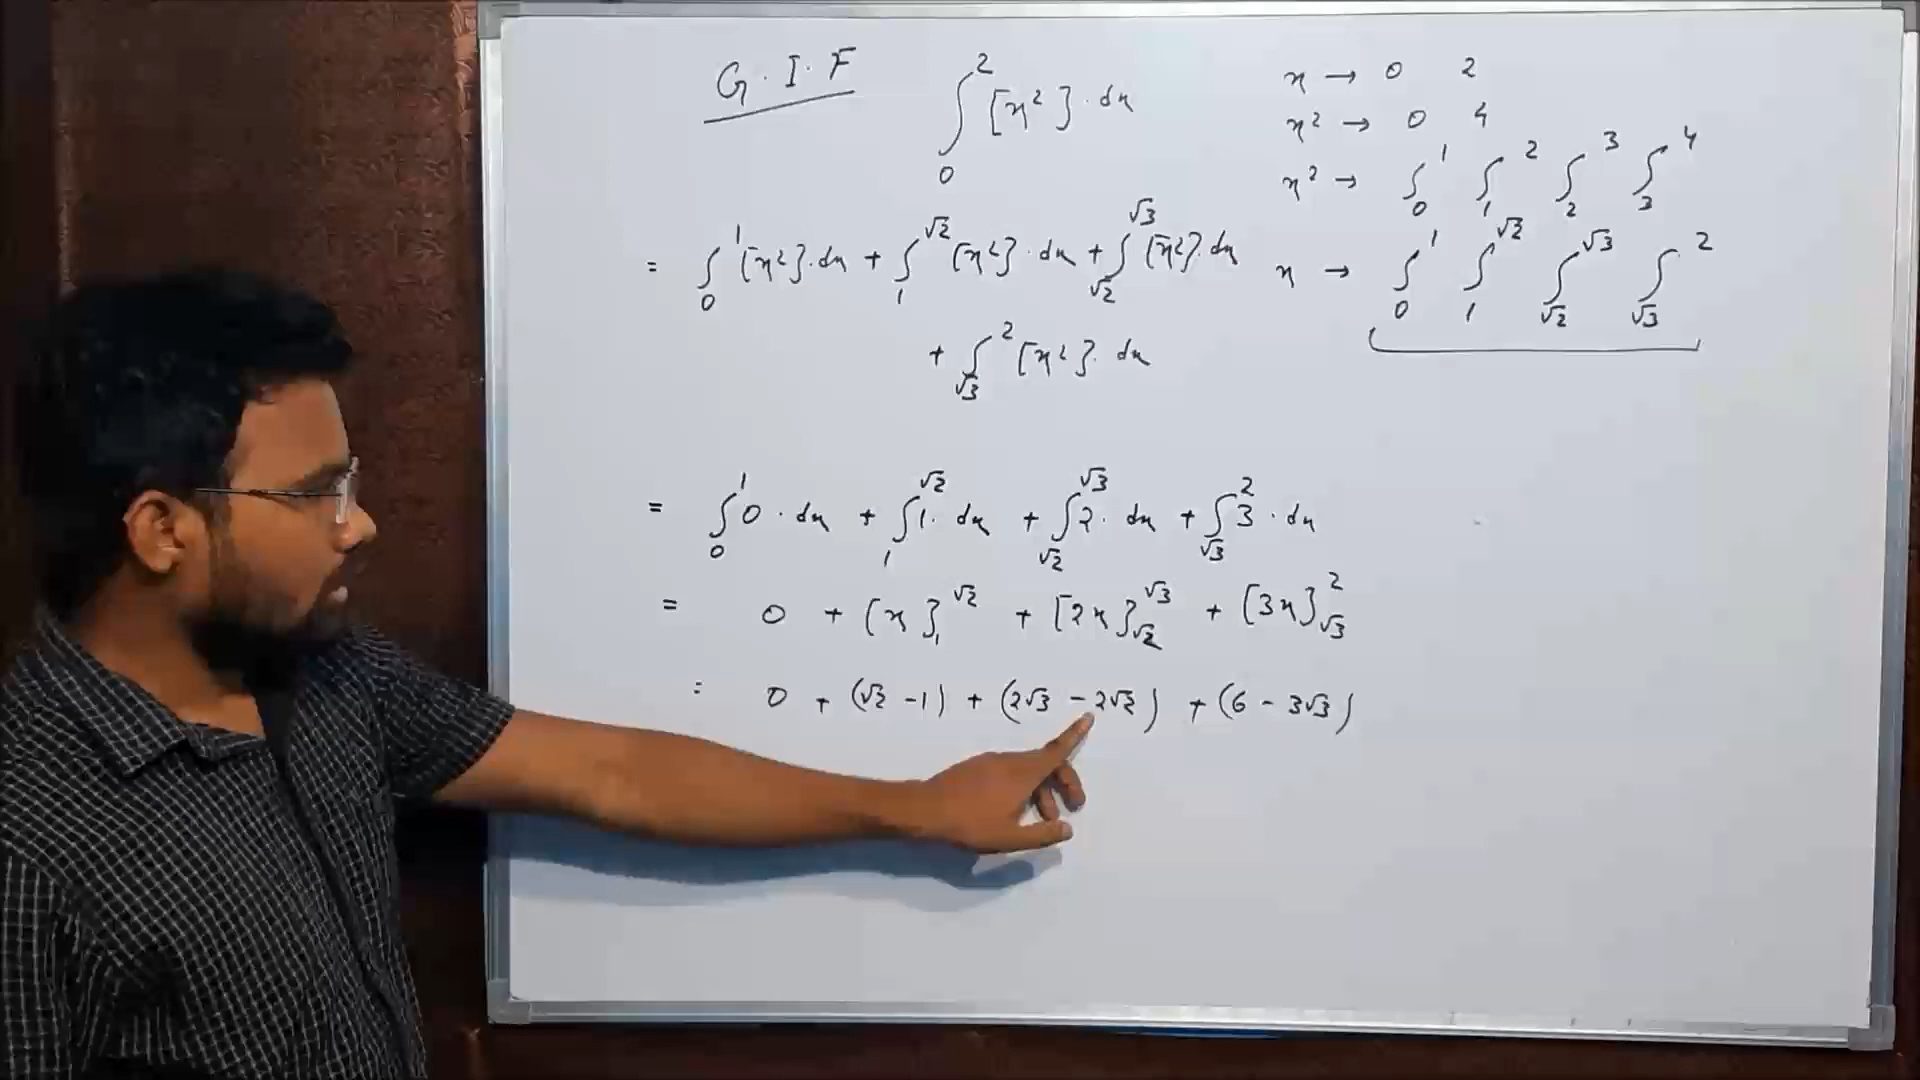 G.I.F
∫₀² [x²]·dx
x → 0 2
x² → 0 4
x² → ∫₀¹ ∫₁² ∫₂³ ∫₃⁴
x → ∫₀¹ ∫₁^√2 ∫_√2^√3 ∫_√3²
= ∫₀¹ [x²]·dx + ∫₁^√2 [x²]·dx + ∫_√2^√3 [x²]·dx
+ ∫_√3² [x²]·dx
= ∫₀¹ 0·dx + ∫₁^√2 1·dx + ∫_√2^√3 2·dx + ∫_√3² 3·dx
= 0 + [x]₁^√2 + [2x]_√2^√3 + [3x]_√3²
= 0 + (√2 - 1) + (2√3 - 2√2) + (6 - 3√3)